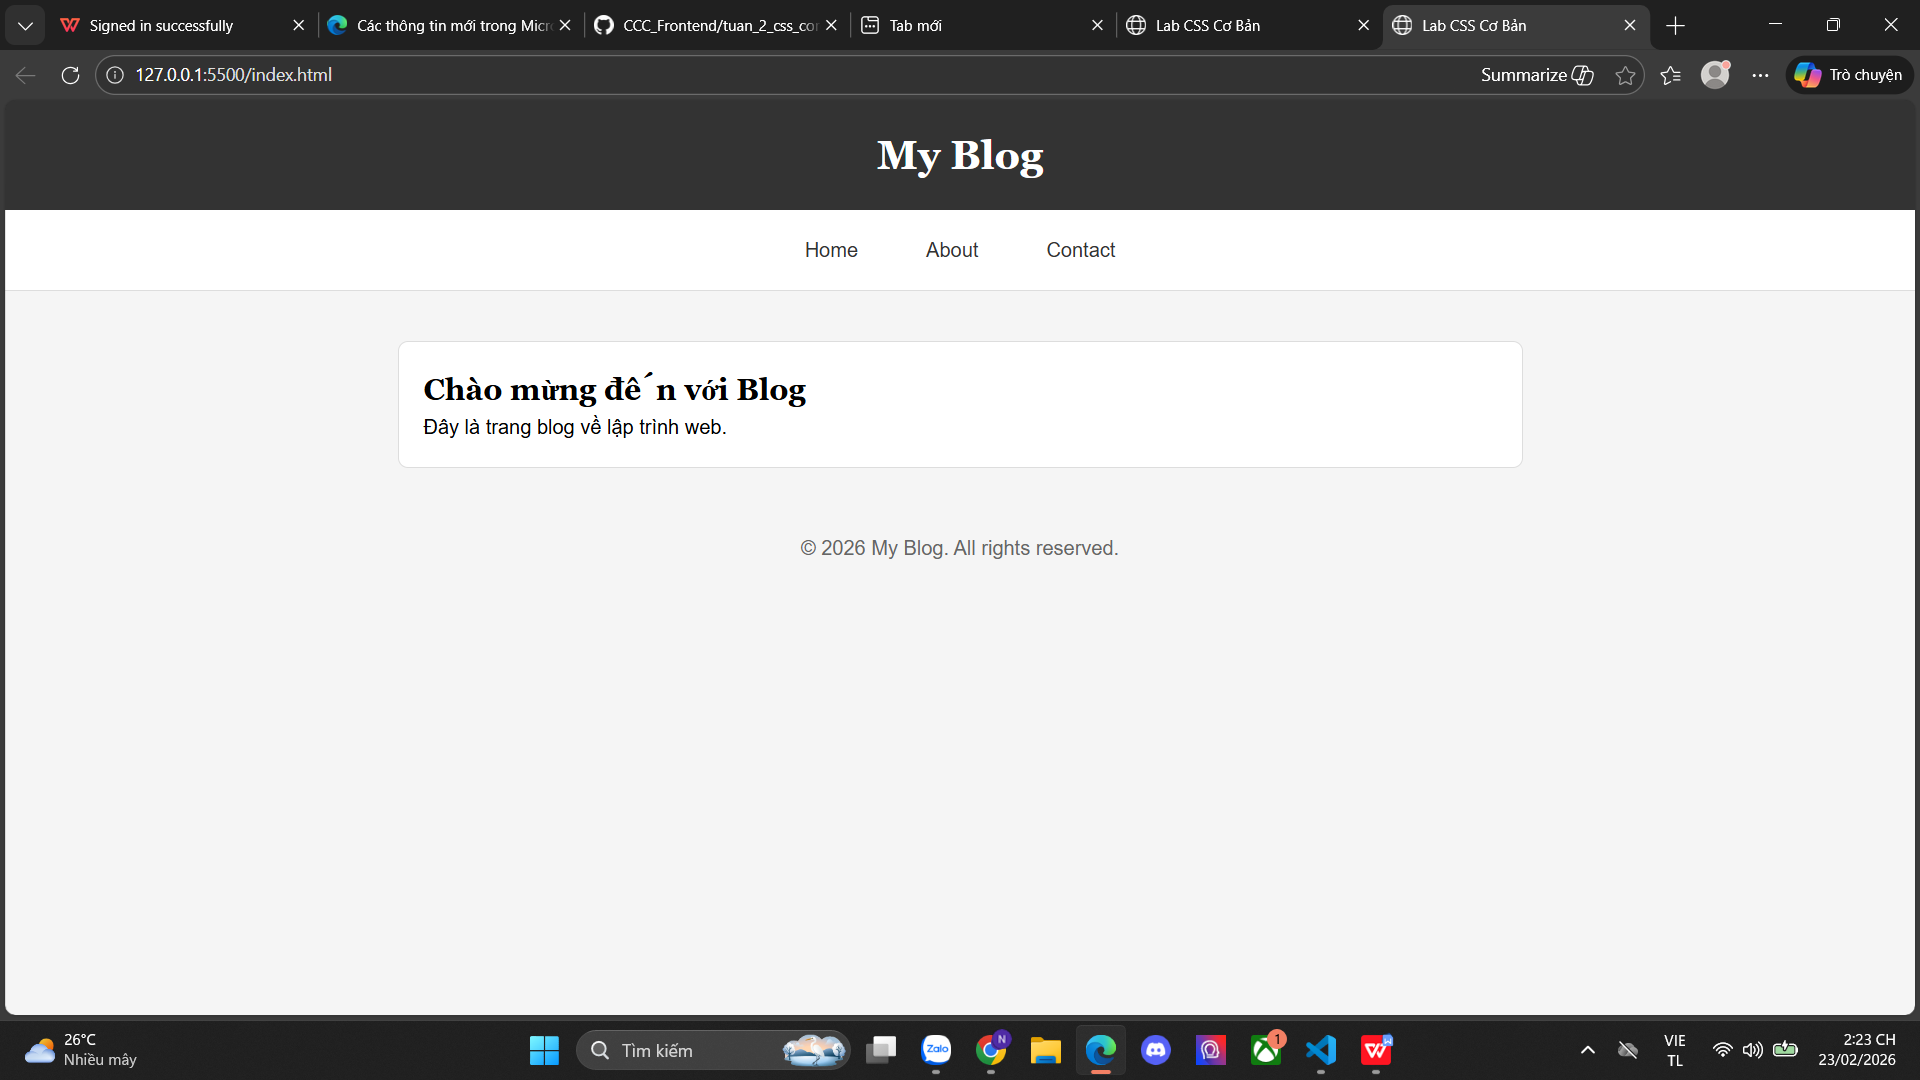 Signed in successfully
Các thông tin mới trong Micr
CCC_Frontend/tuan_2_css_co
Tab mới
Lab CSS Cơ Bản
Lab CSS Cơ Bản
127.0.0.1:5500/index.html
Summarize
Trò chuyện
My Blog
Home
About
Contact
Chào mừng đến với Blog
Đây là trang blog về lập trình web.
© 2026 My Blog. All rights reserved.
26°C
Nhiều mây
Tìm kiếm
Zalo
N
1
VIE
TL
2:23 CH
23/02/2026